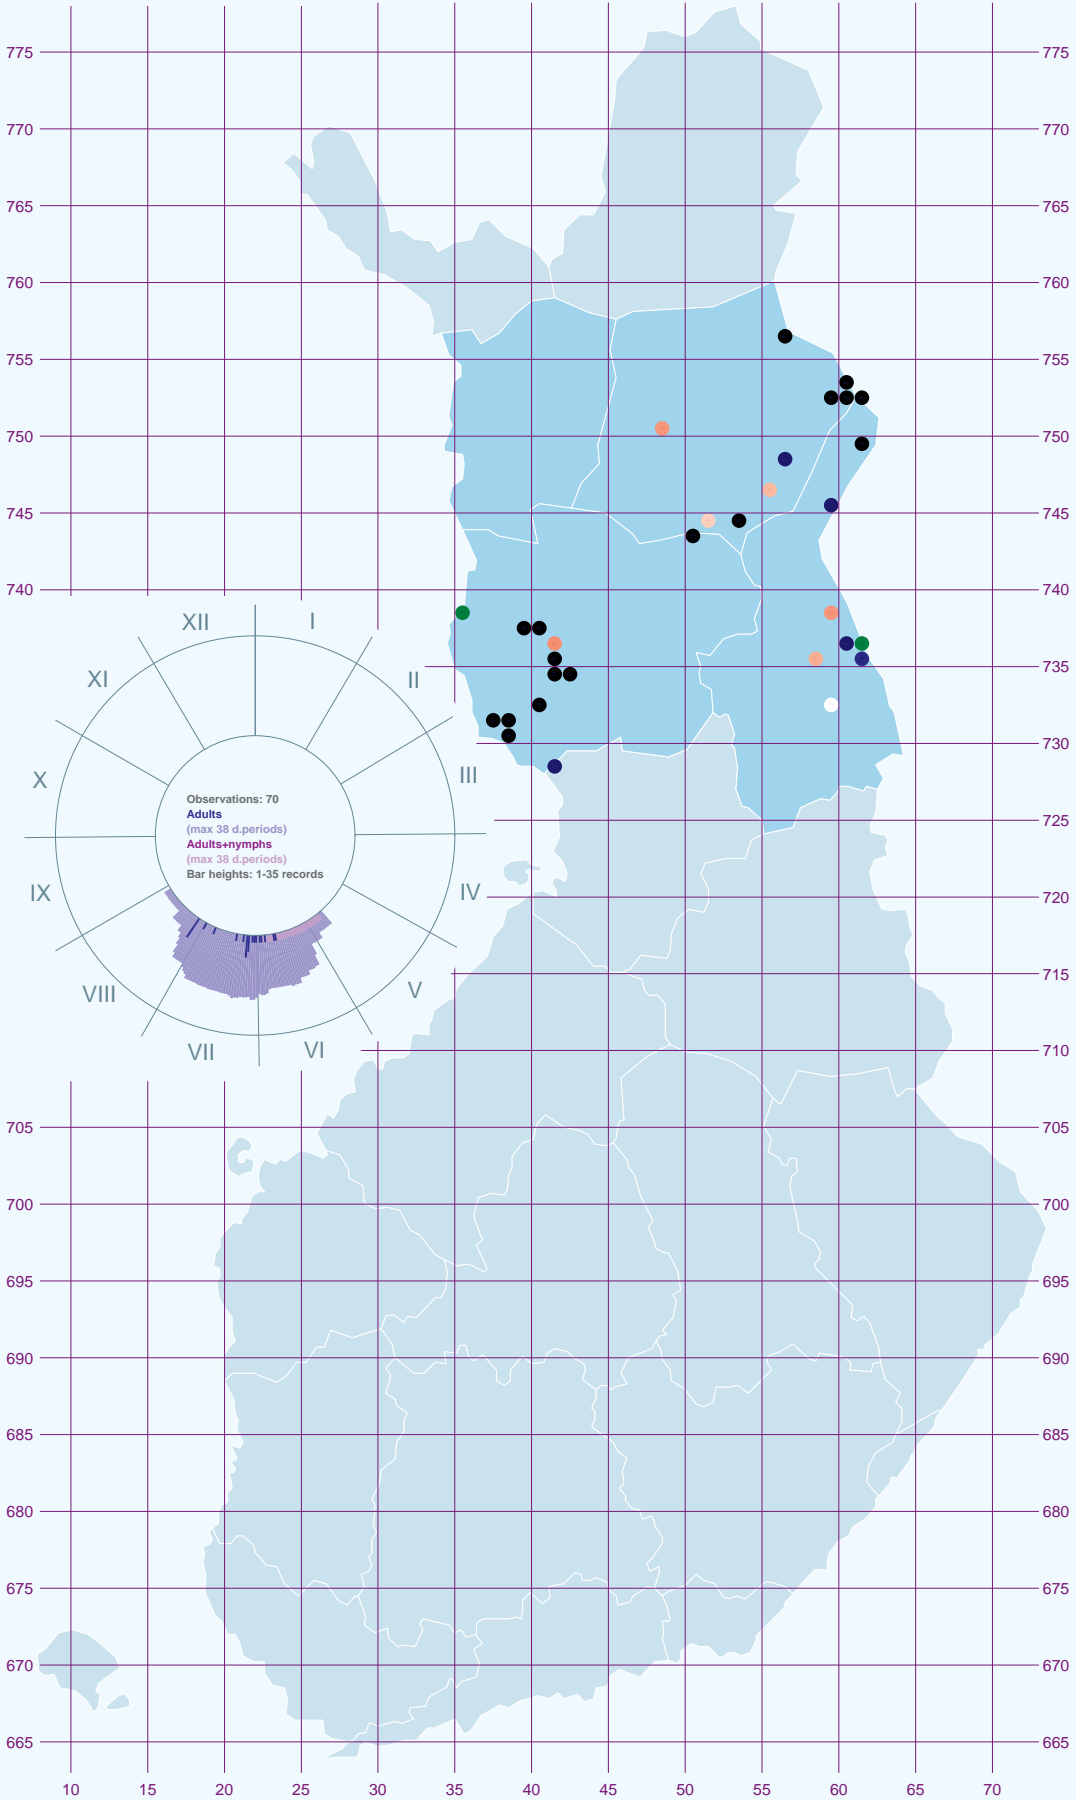 775 775
770 770
765 765
760 760
755 755
750 750
745 745
740 740
735 735
730 730
725 725
720 720
715 715
710 710
705 705
700 700
695 695
690 690
685 685
680 680
675 675
670 670
665 665
10 15 20 25 30 35 40 45 50 55 60 65 70
XII I
XI II
X III
IX IV
VIII V
VII VI
Observations: 70
Adults
(max 38 d.periods)
Adults+nymphs
(max 38 d.periods)
Bar heights: 1-35 records